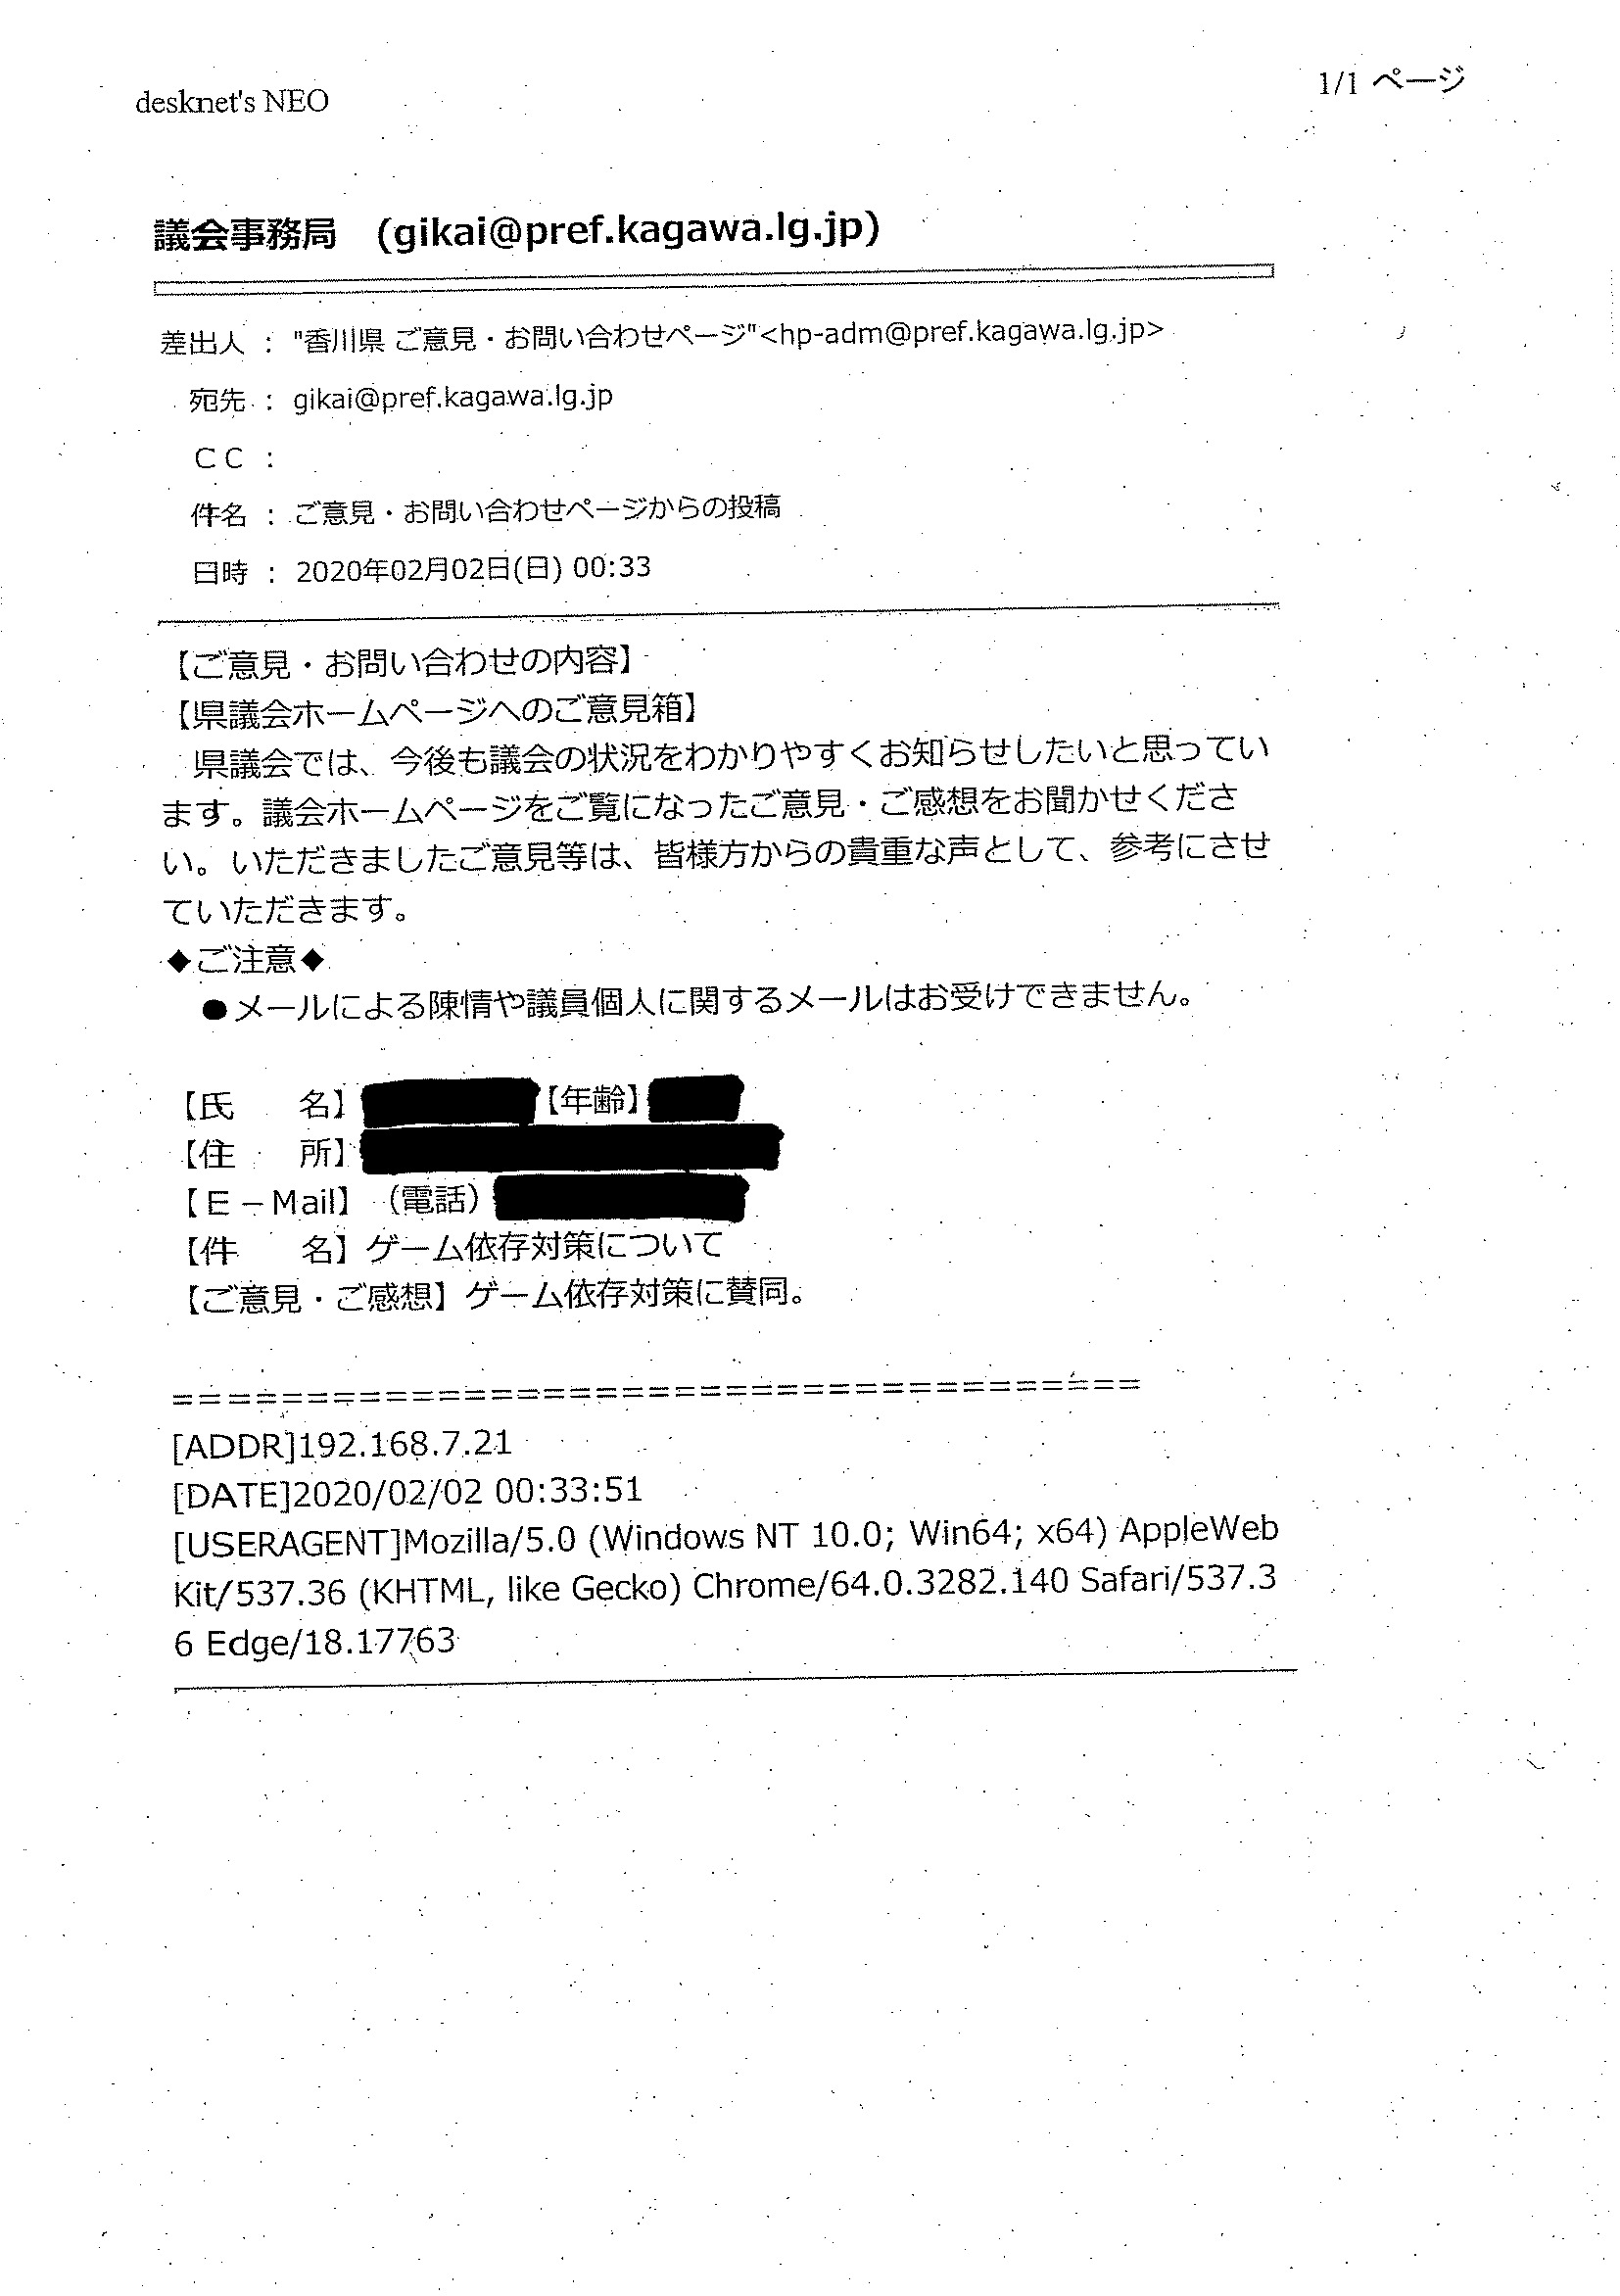 desknet's NEO
1/1 ページ
議会事務局 (gikai@pref.kagawa.lg.jp)
差出人 : "香川県 ご意見・お問い合わせページ"<hp-adm@pref.kagawa.lg.jp>
宛先 : gikai@pref.kagawa.lg.jp
ＣＣ :
件名 : ご意見・お問い合わせページからの投稿
日時 : 2020年02月02日(日) 00:33
【ご意見・お問い合わせの内容】
【県議会ホームページへのご意見箱】
県議会では、今後も議会の状況をわかりやすくお知らせしたいと思ってい
ます。議会ホームページをご覧になったご意見・ご感想をお聞かせくださ
い。いただきましたご意見等は、皆様方からの貴重な声として、参考にさせ
ていただきます。
◆ご注意◆
●メールによる陳情や議員個人に関するメールはお受けできません。
【氏　　名】 【年齢】
【住　　所】
【Ｅ－Mail】（電話）
【件　　名】ゲーム依存対策について
【ご意見・ご感想】ゲーム依存対策に賛同。
=====================================
[ADDR]192.168.7.21
[DATE]2020/02/02 00:33:51
[USERAGENT]Mozilla/5.0 (Windows NT 10.0; Win64; x64) AppleWeb
Kit/537.36 (KHTML, like Gecko) Chrome/64.0.3282.140 Safari/537.3
6 Edge/18.17763